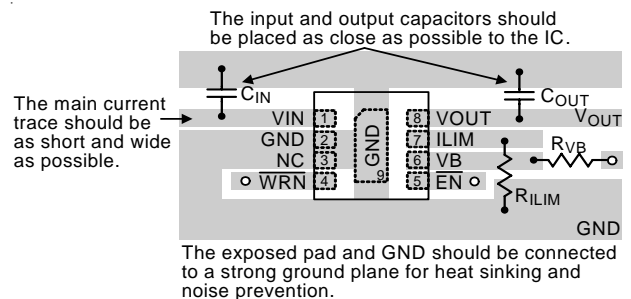 The input and output capacitors should
be placed as close as possible to the IC.
CIN
COUT
The main current
trace should be
as short and wide
as possible.
VIN 1
GND 2
NC 3
WRN 4
GND
9
8 VOUT
7 ILIM
6 VB
5 EN
VOUT
RVB
RILIM
GND
The exposed pad and GND should be connected
to a strong ground plane for heat sinking and
noise prevention.